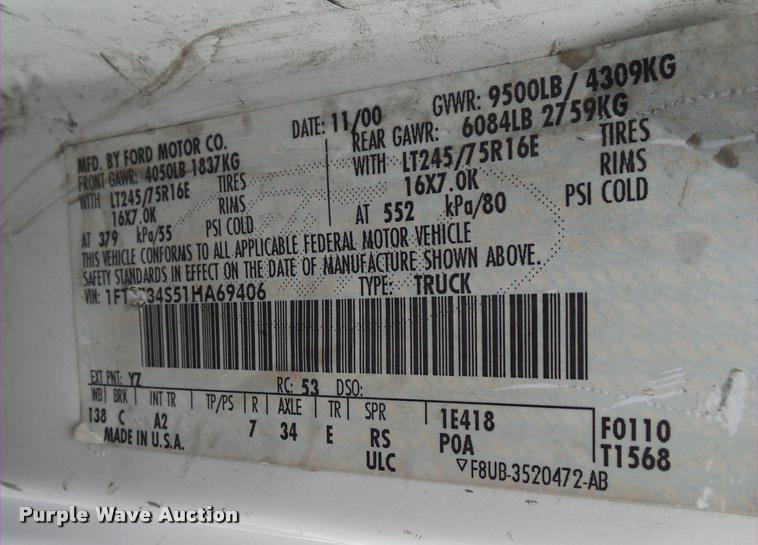 MFD. BY FORD MOTOR CO.
DATE: 11/00 GVWR: 9500LB/ 4309KG
FRONT GAWR: 4050LB 1837KG REAR GAWR: 6084LB 2759KG
WITH LT245/75R16E TIRES WITH LT245/75R16E TIRES
16X7.0K RIMS 16X7.0K RIMS
AT 379 kPa/55 PSI COLD AT 552 kPa/80 PSI COLD
THIS VEHICLE CONFORMS TO ALL APPLICABLE FEDERAL MOTOR VEHICLE
SAFETY STANDARDS IN EFFECT ON THE DATE OF MANUFACTURE SHOWN ABOVE.
VIN: TYPE: TRUCK
EXT PNT: YZ RC: 53 DSO:
WB BRK INT TR TP/PS R AXLE TR SPR
138 C A2 7 34 E RS 1E418 F0110
MADE IN U.S.A. ULC P0A T1568
▽F8UB-3520472-AB
Purple Wave Auction